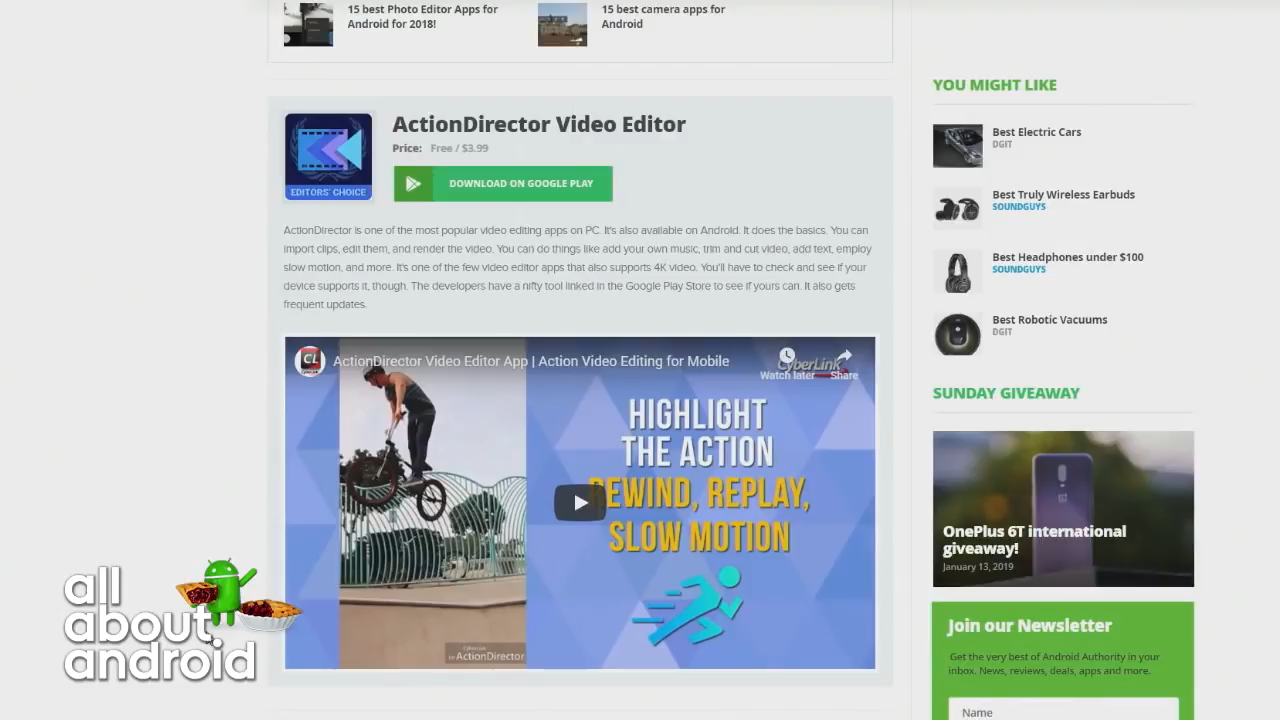 15 best Photo Editor Apps for
Android for 2018!
15 best camera apps for
Android
ActionDirector Video Editor
Price: Free / $3.99
EDITORS' CHOICE
DOWNLOAD ON GOOGLE PLAY
ActionDirector is one of the most popular video editing apps on PC. It's also available on Android. It does the basics. You can
import clips, edit them, and render the video. You can do things like add your own music, trim and cut video, add text, employ
slow motion, and more. It's one of the few video editor apps that also supports 4K video. You'll have to check and see if your
device supports it, though. The developers have a nifty tool linked in the Google Play Store to see if yours can. It also gets
frequent updates.
CL
ActionDirector Video Editor App | Action Video Editing for Mobile
CyberLink
Watch later
Share
HIGHLIGHT
THE ACTION
REWIND, REPLAY,
SLOW MOTION
ActionDirector
YOU MIGHT LIKE
Best Electric Cars
DGIT
Best Truly Wireless Earbuds
SOUNDGUYS
Best Headphones under $100
SOUNDGUYS
Best Robotic Vacuums
DGIT
SUNDAY GIVEAWAY
OnePlus 6T international
giveaway!
January 13, 2019
Join our Newsletter
Get the very best of Android Authority in your
inbox. News, reviews, deals, apps and more.
Name
all
about
android